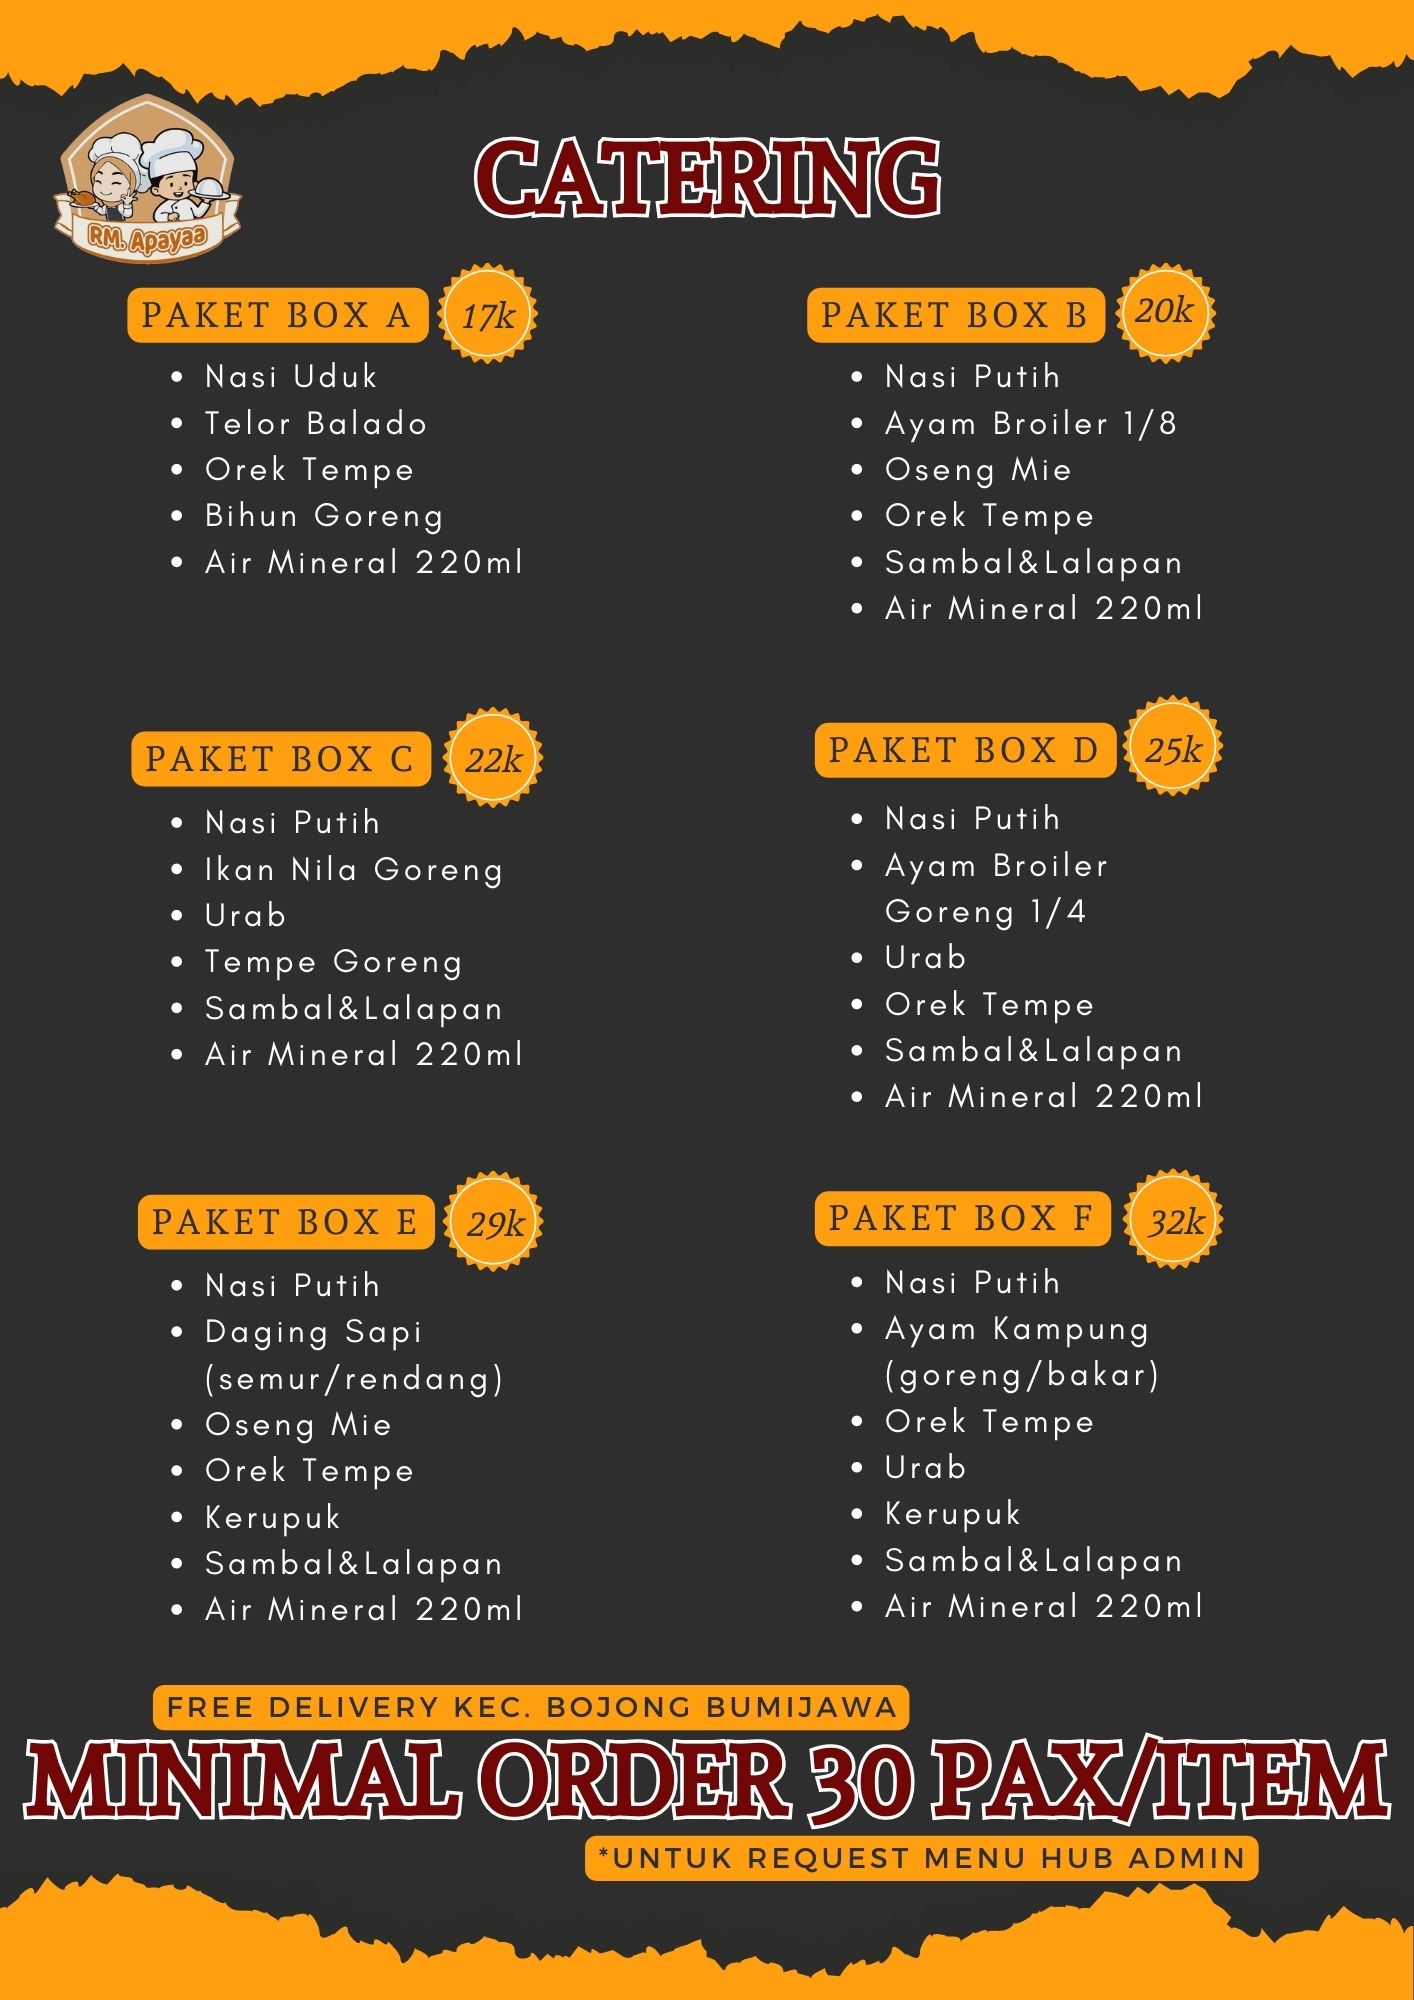 RM. Apayaa
CATERING
PAKET BOX A
17k
Nasi Uduk
Telor Balado
Orek Tempe
Bihun Goreng
Air Mineral 220ml
PAKET BOX B
20k
Nasi Putih
Ayam Broiler 1/8
Oseng Mie
Orek Tempe
Sambal&Lalapan
Air Mineral 220ml
PAKET BOX C
22k
Nasi Putih
Ikan Nila Goreng
Urab
Tempe Goreng
Sambal&Lalapan
Air Mineral 220ml
PAKET BOX D
25k
Nasi Putih
Ayam Broiler
Goreng 1/4
Urab
Orek Tempe
Sambal&Lalapan
Air Mineral 220ml
PAKET BOX E
29k
Nasi Putih
Daging Sapi
(semur/rendang)
Oseng Mie
Orek Tempe
Kerupuk
Sambal&Lalapan
Air Mineral 220ml
PAKET BOX F
32k
Nasi Putih
Ayam Kampung
(goreng/bakar)
Orek Tempe
Urab
Kerupuk
Sambal&Lalapan
Air Mineral 220ml
FREE DELIVERY KEC. BOJONG BUMIJAWA
MINIMAL ORDER 30 PAX/ITEM
*UNTUK REQUEST MENU HUB ADMIN